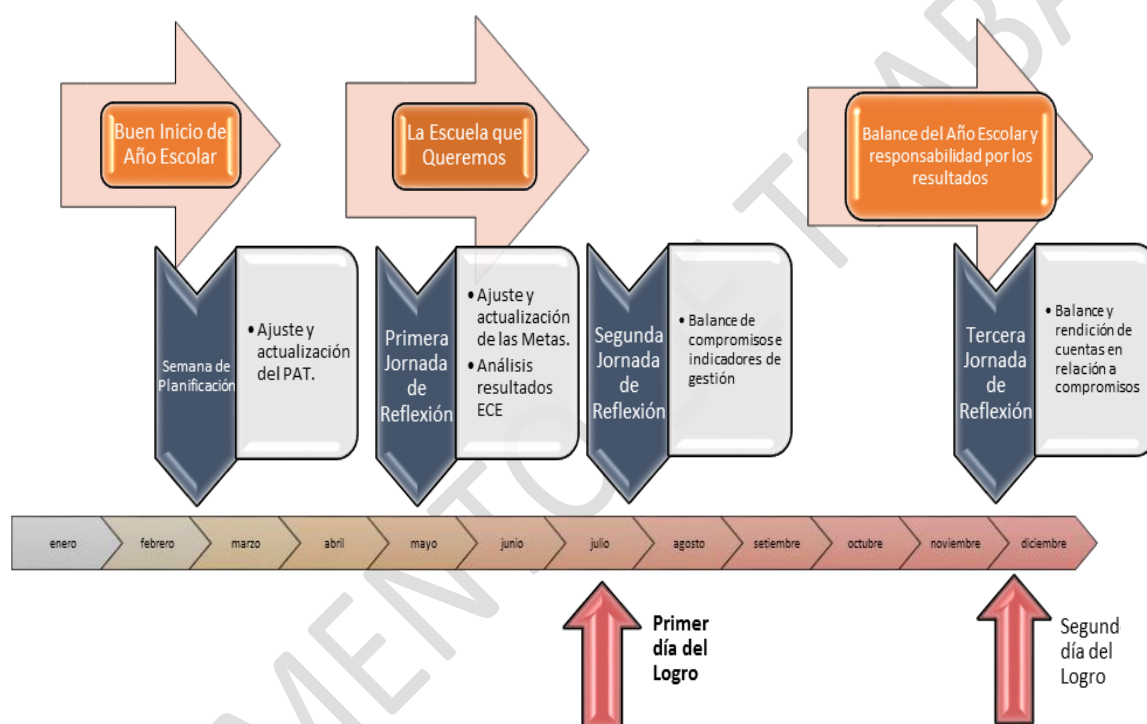 Buen Inicio de
Año Escolar
La Escuela que
Queremos
Balance del Año Escolar y
responsabilidad por los
resultados
Semana de
Planificación
• Ajuste y
actualización
del PAT.
Primera
Jornada
de
Reflexión
• Ajuste y
actualización
de las Metas.
• Análisis
resultados
ECE
Segunda
Jornada
de
Reflexión
• Balance de
compromisos e
indicadores de
gestión
Tercera
Jornada
de
Reflexión
• Balance y
rendición de
cuentas en
relación a
compromisos
enero
febrero
marzo
abril
mayo
junio
julio
agosto
setiembre
octubre
noviembre
diciembre
Primer
día del
Logro
Segund
día del
Logro